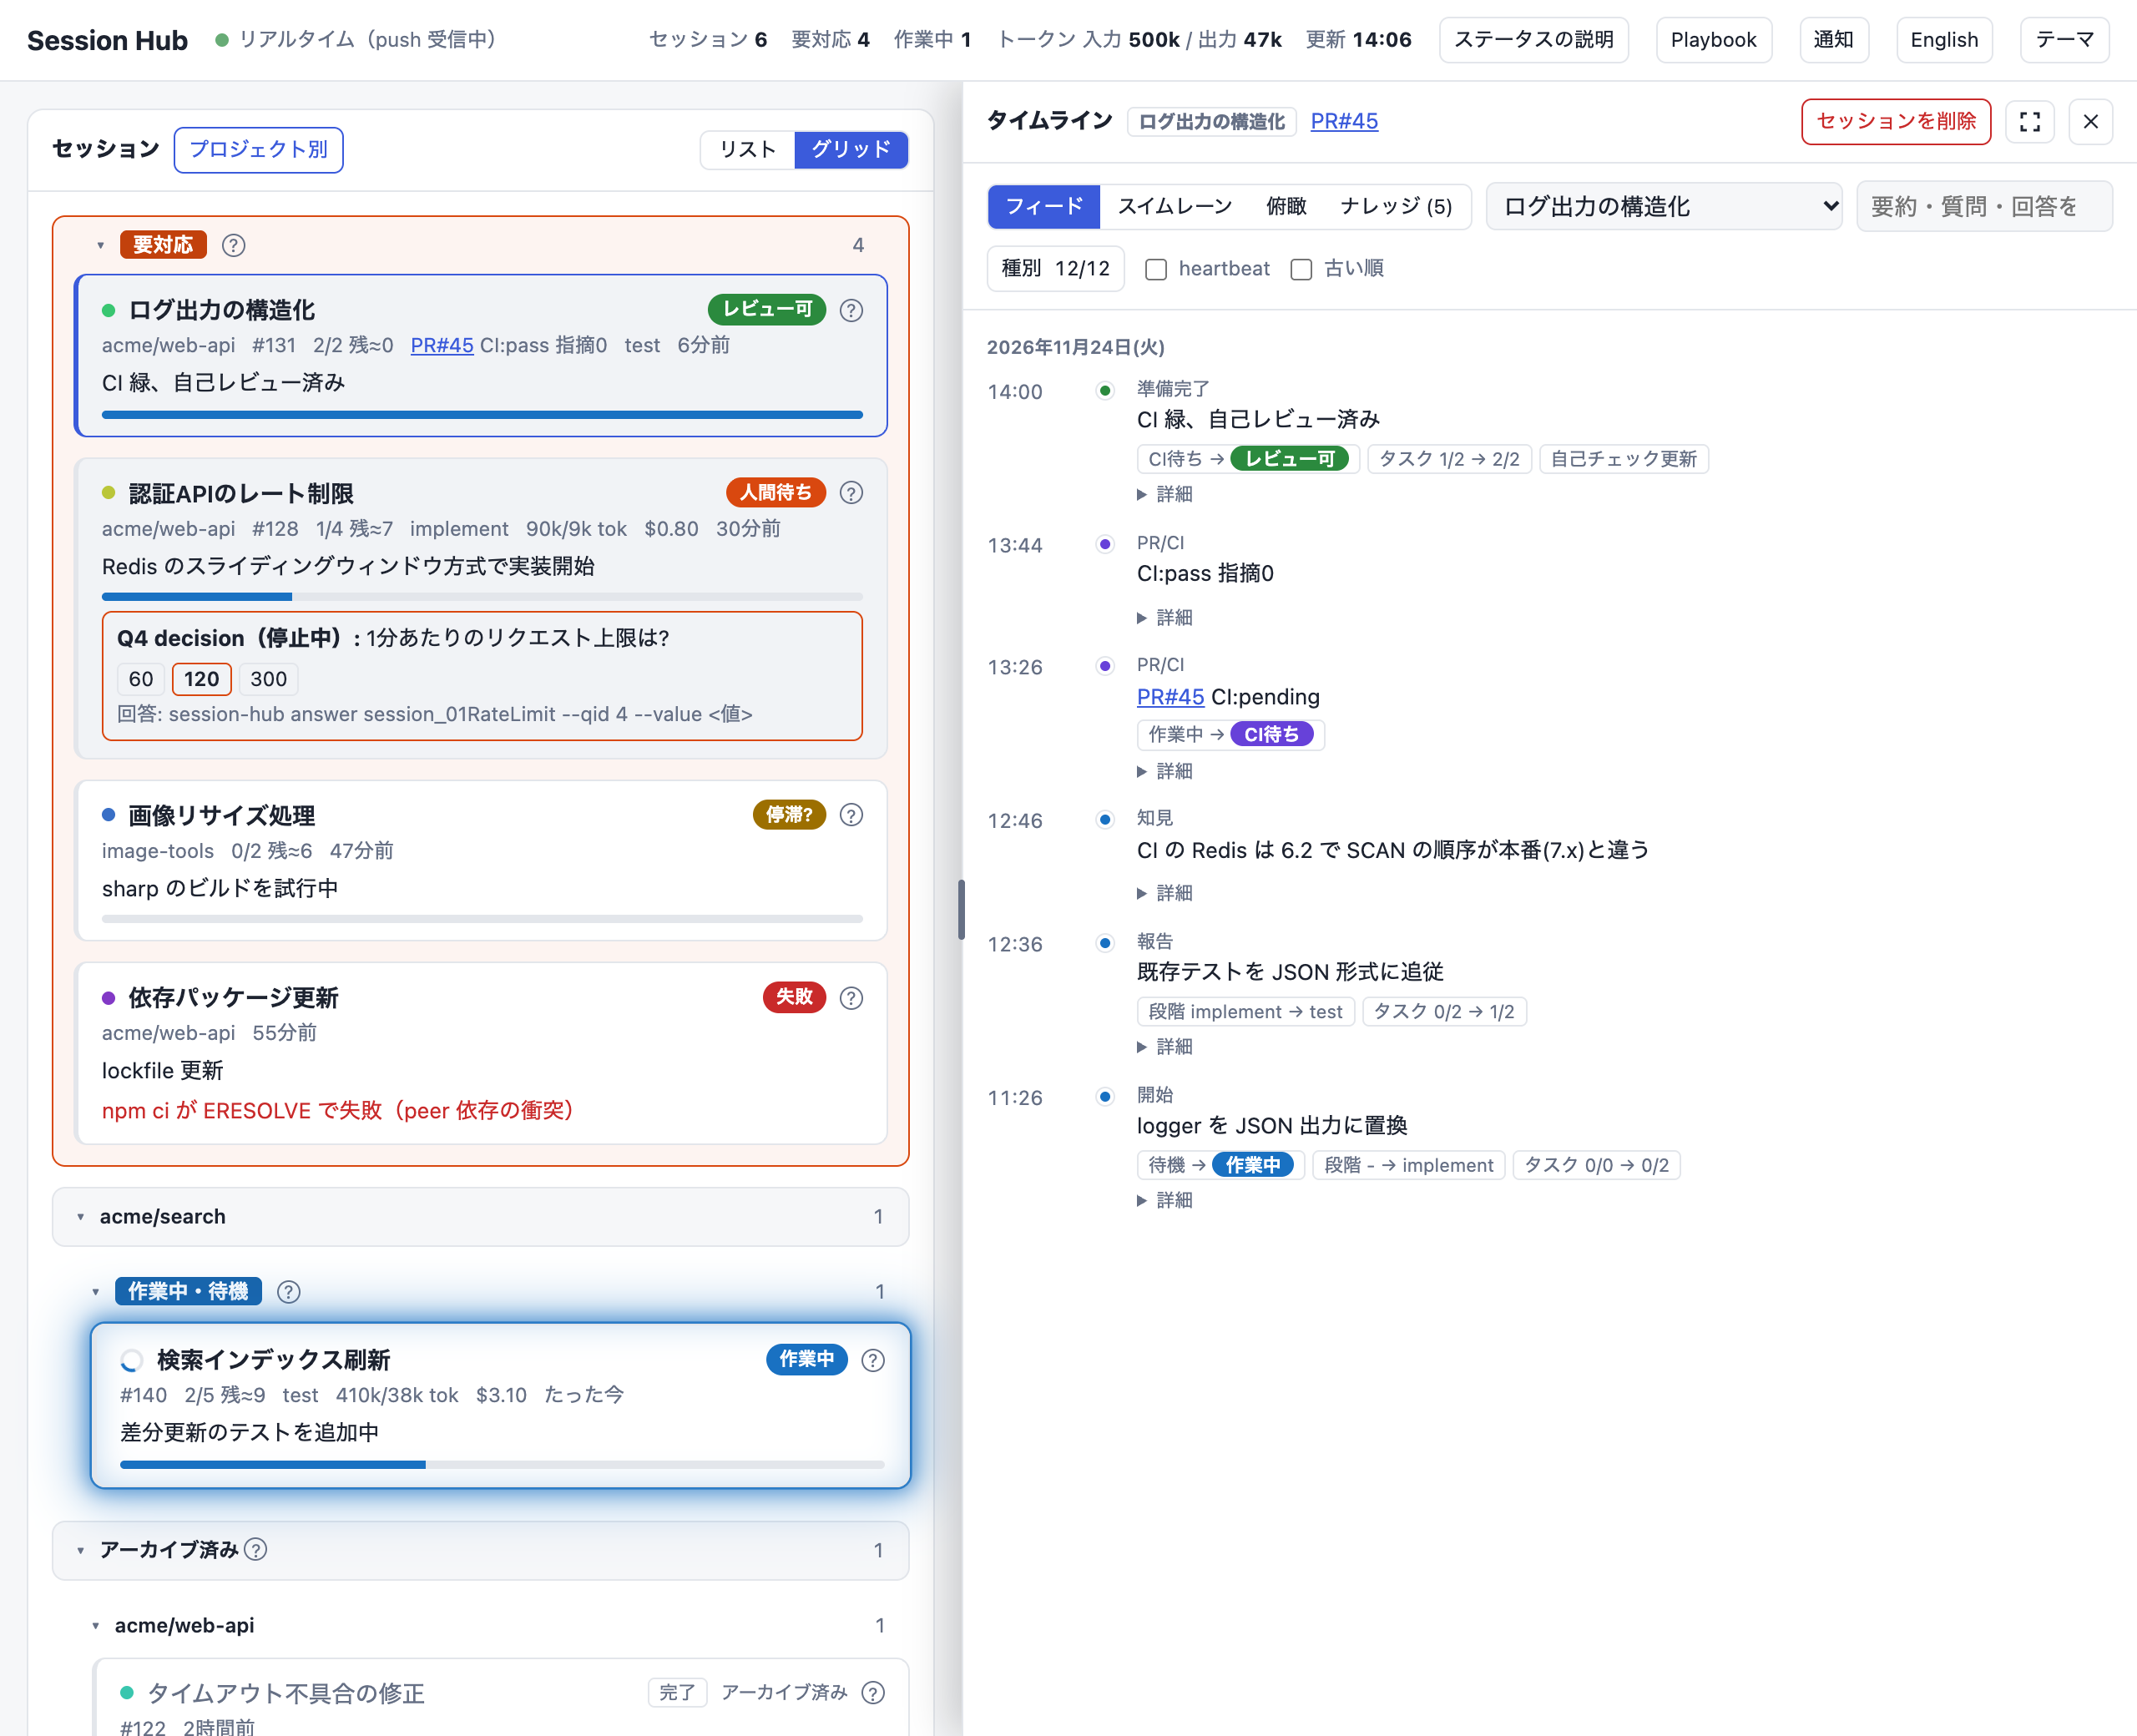 Session Hub
リアルタイム（push 受信中）
セッション 6 要対応 4 作業中 1 トークン 入力 500k / 出力 47k 更新 14:06
ステータスの説明
Playbook
通知
English
テーマ
セッション
プロジェクト別
リスト
グリッド
要対応 ? 4
ログ出力の構造化
レビュー可 ?
acme/web-api #131 2/2 残≈0 PR#45 CI:pass 指摘0 test 6分前
CI 緑、自己レビュー済み
認証APIのレート制限
人間待ち ?
acme/web-api #128 1/4 残≈7 implement 90k/9k tok $0.80 30分前
Redis のスライディングウィンドウ方式で実装開始
Q4 decision（停止中）: 1分あたりのリクエスト上限は?
60 120 300
回答: session-hub answer session_01RateLimit --qid 4 --value <値>
画像リサイズ処理
停滞? ?
image-tools 0/2 残≈6 47分前
sharp のビルドを試行中
依存パッケージ更新
失敗 ?
acme/web-api 55分前
lockfile 更新
npm ci が ERESOLVE で失敗（peer 依存の衝突）
acme/search 1
作業中・待機 ? 1
検索インデックス刷新
作業中 ?
#140 2/5 残≈9 test 410k/38k tok $3.10 たった今
差分更新のテストを追加中
アーカイブ済み ? 1
acme/web-api 1
タイムアウト不具合の修正
完了 アーカイブ済み ?
#122 2時間前
タイムライン ログ出力の構造化 PR#45
セッションを削除
フィード スイムレーン 俯瞰 ナレッジ (5)
ログ出力の構造化
要約・質問・回答を
種別 12/12 heartbeat 古い順
2026年11月24日(火)
14:00 準備完了
CI 緑、自己レビュー済み
CI待ち → レビュー可 タスク 1/2 → 2/2 自己チェック更新
詳細
13:44 PR/CI
CI:pass 指摘0
詳細
13:26 PR/CI
PR#45 CI:pending
作業中 → CI待ち
詳細
12:46 知見
CI の Redis は 6.2 で SCAN の順序が本番(7.x)と違う
詳細
12:36 報告
既存テストを JSON 形式に追従
段階 implement → test タスク 0/2 → 1/2
詳細
11:26 開始
logger を JSON 出力に置換
待機 → 作業中 段階 - → implement タスク 0/0 → 0/2
詳細